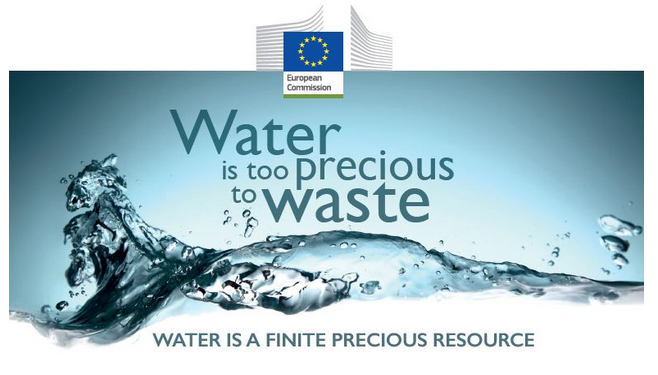 European
Commission
Water
is too precious
to waste
WATER IS A FINITE PRECIOUS RESOURCE